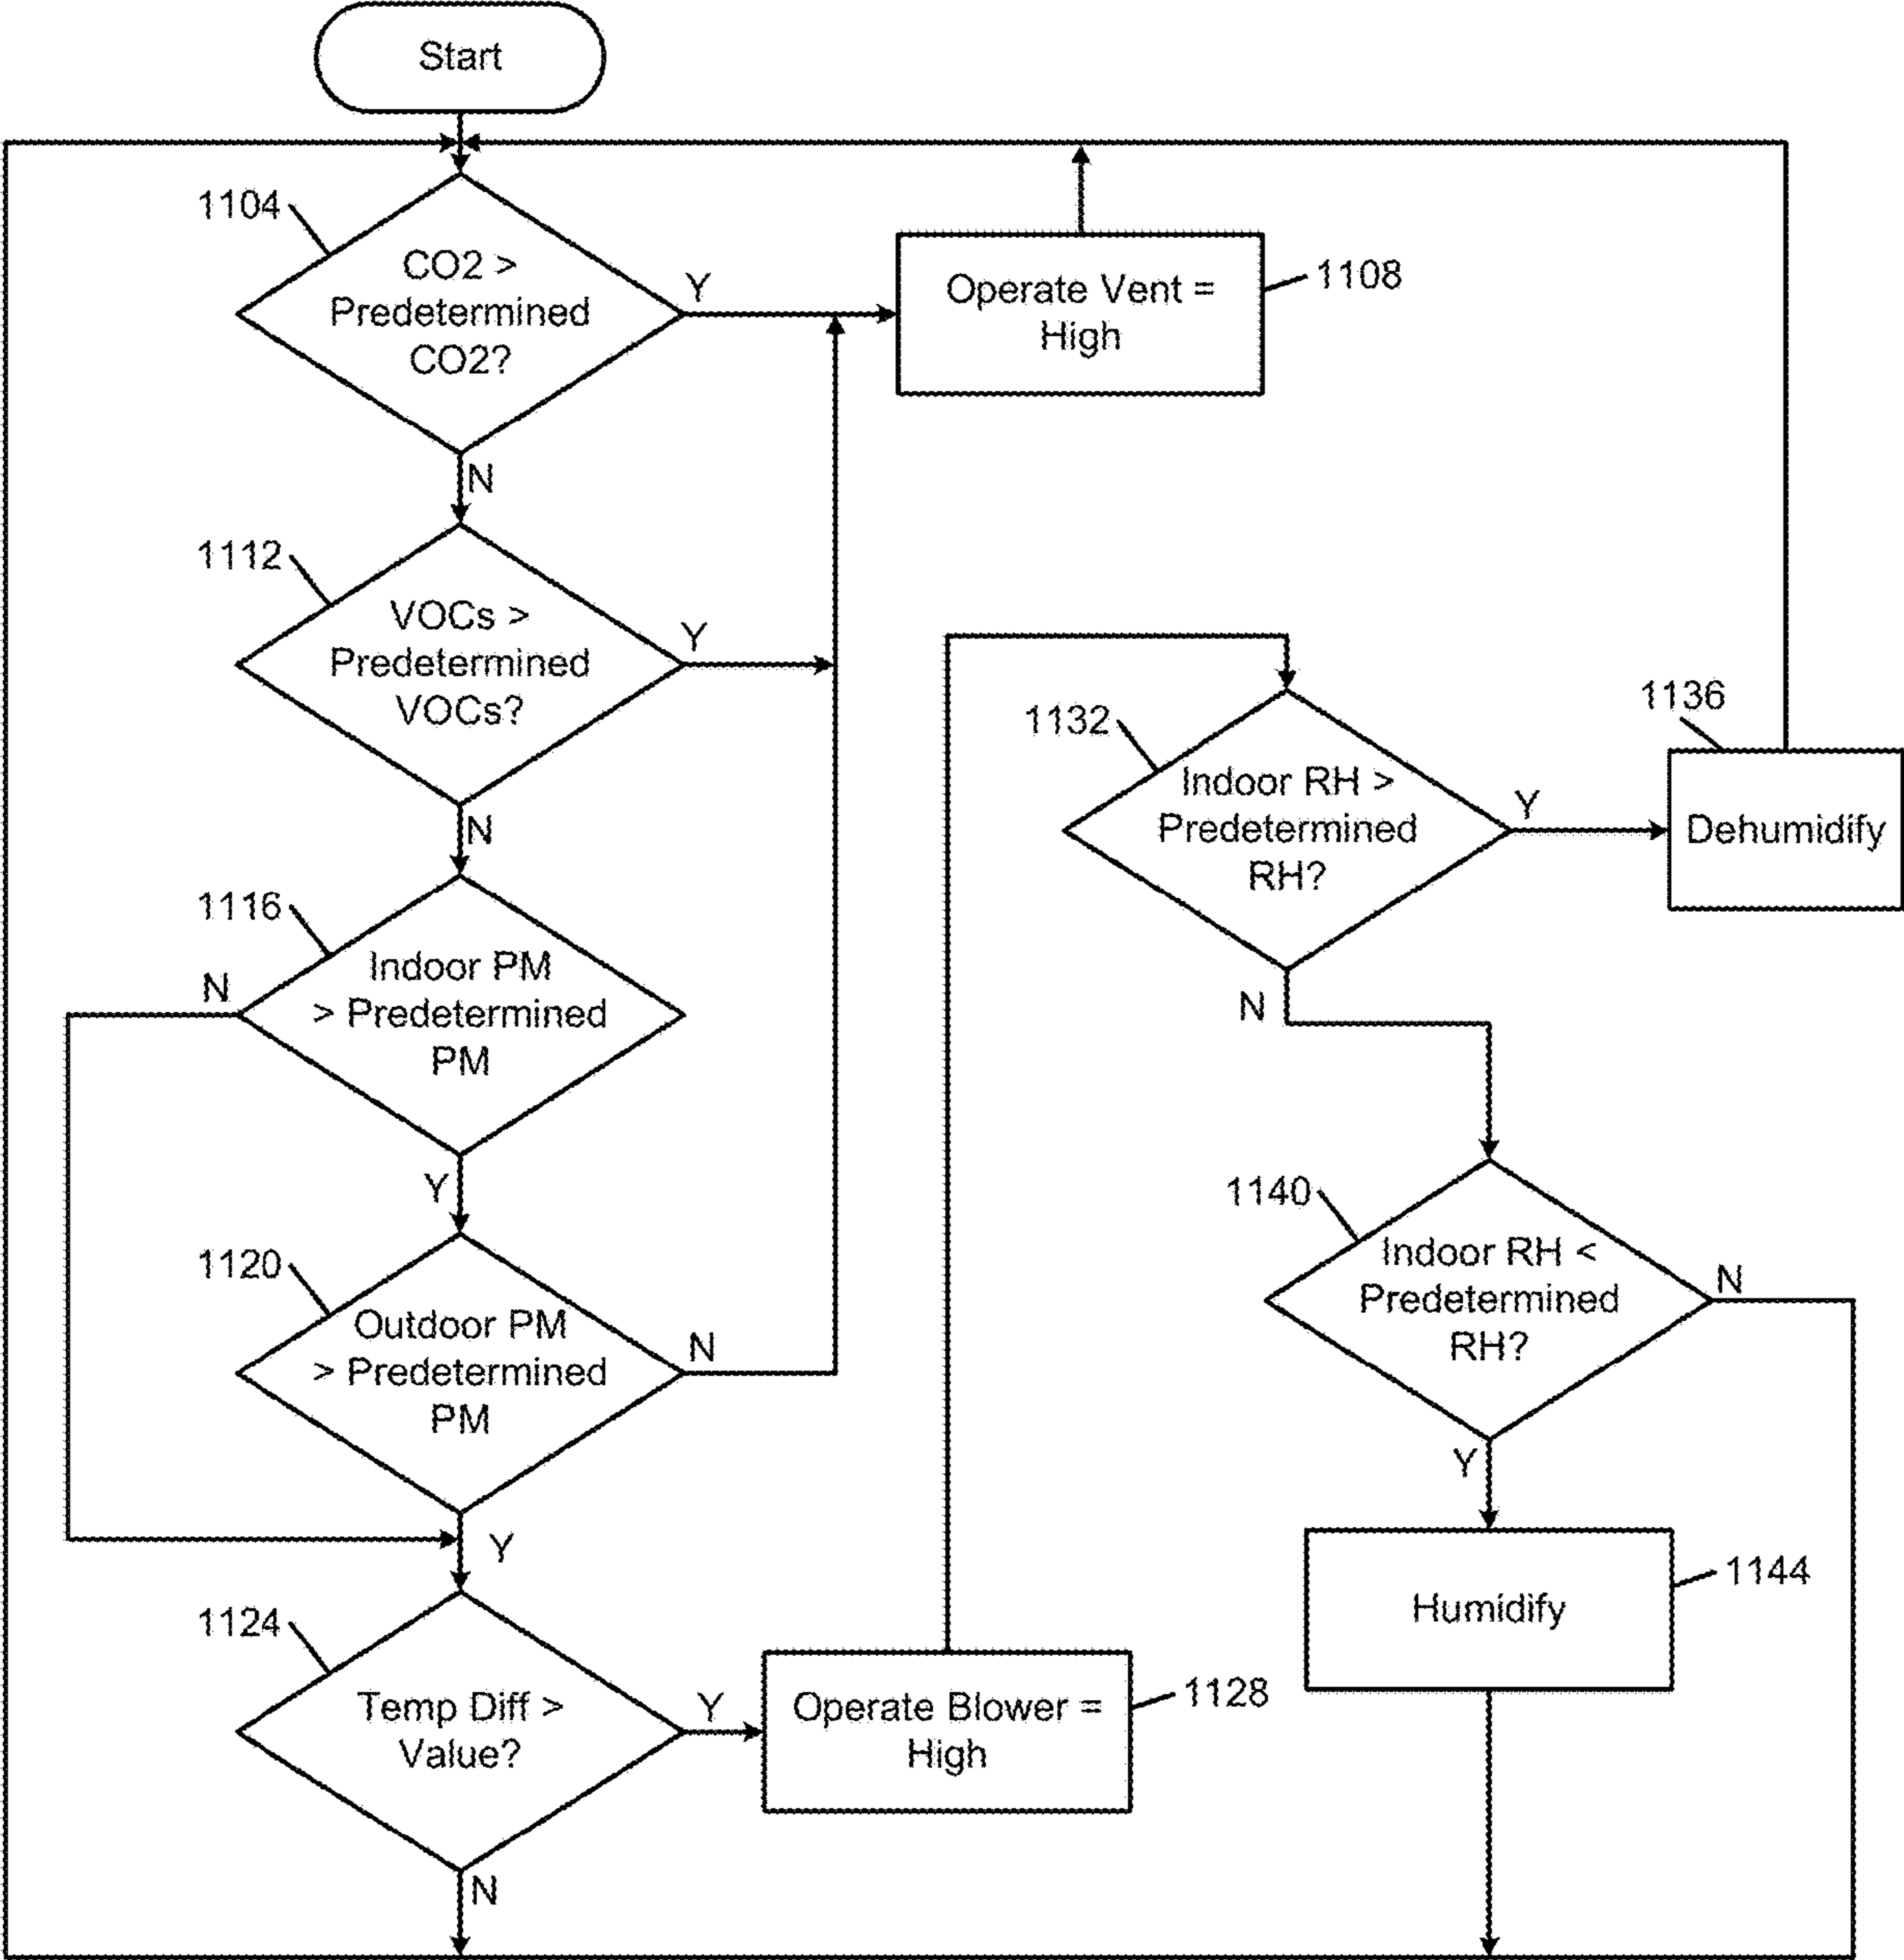 Start
1104
CO2 >
Predetermined
CO2?
Y
N
Operate Vent =
High
1108
1112
VOCs >
Predetermined
VOCs?
Y
N
1116
Indoor PM
> Predetermined
PM
N
Y
1120
Outdoor PM
> Predetermined
PM
N
Y
1124
Temp Diff >
Value?
Y
N
Operate Blower =
High
1128
1132
Indoor RH >
Predetermined
RH?
Y
N
1136
Dehumidify
1140
Indoor RH <
Predetermined
RH?
N
Y
Humidify
1144